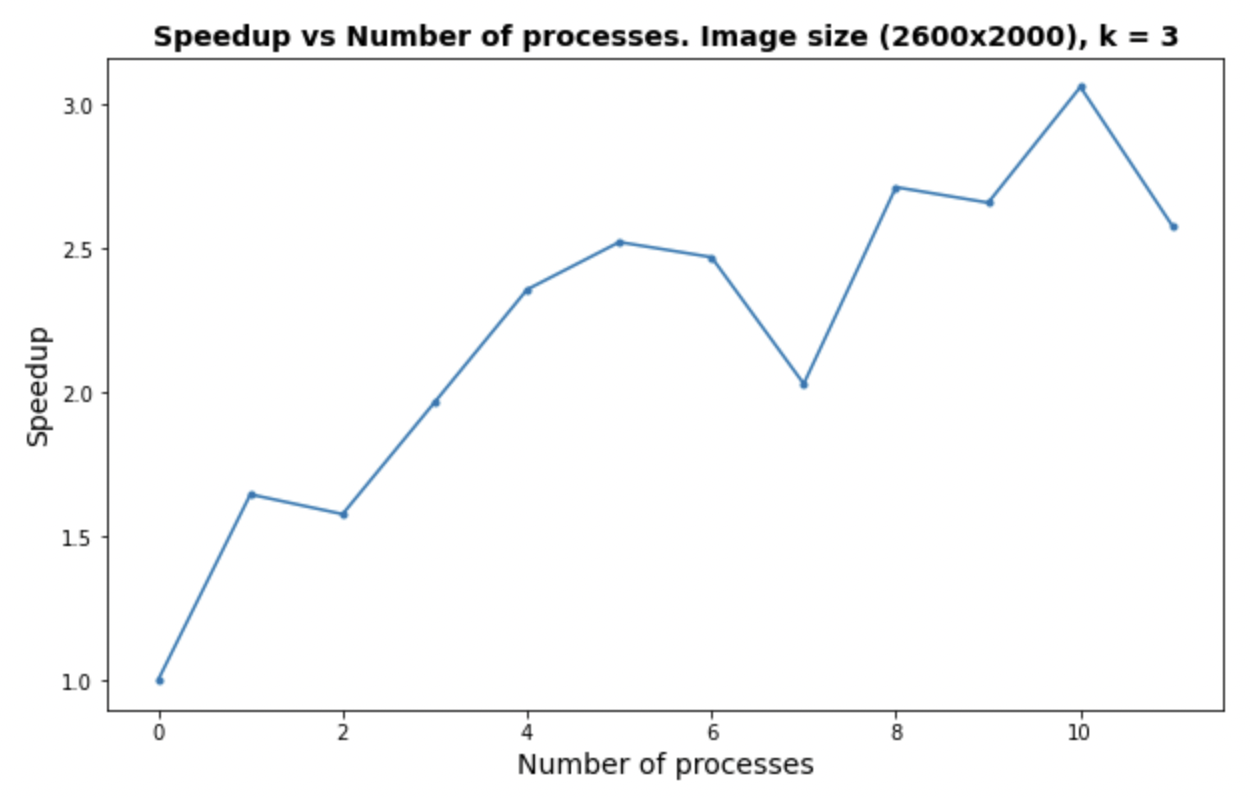 Speedup vs Number of processes. Image size (2600x2000), k = 3
3.0
2.5
2.0
1.5
1.0
Speedup
0 2 4 6 8 10
Number of processes